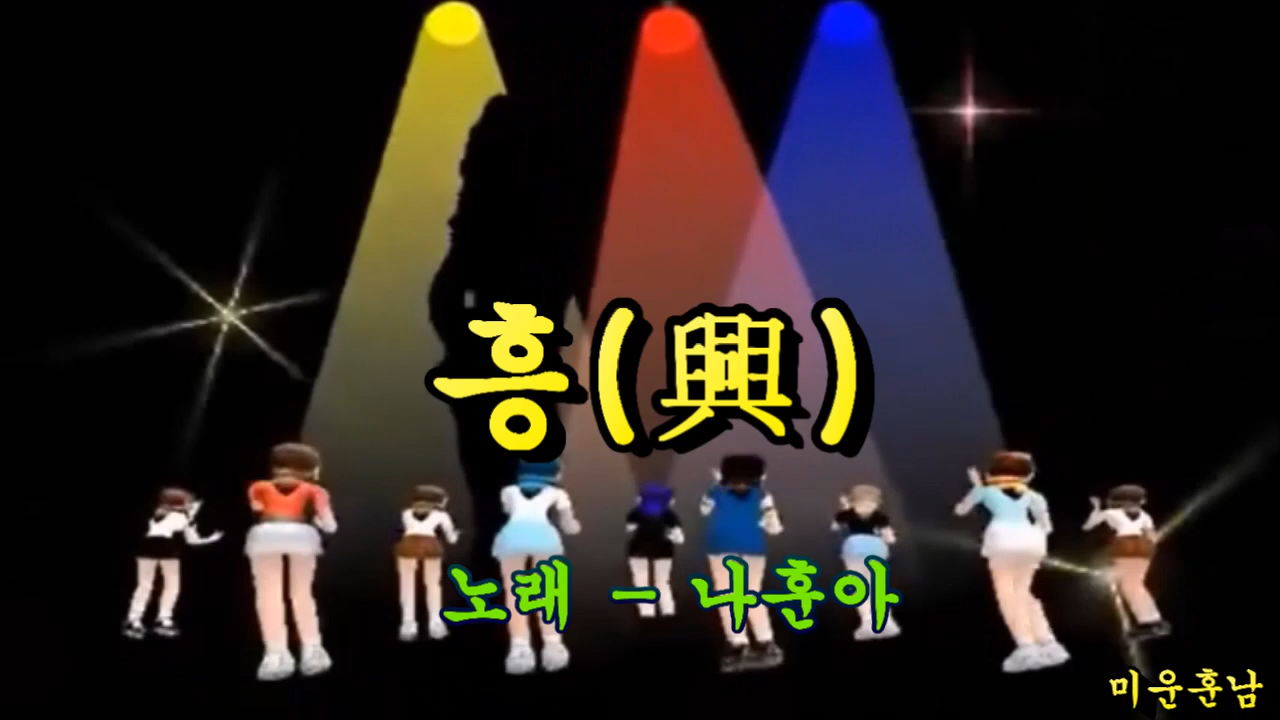 흥(興)
노래 - 나훈아
미운훈남